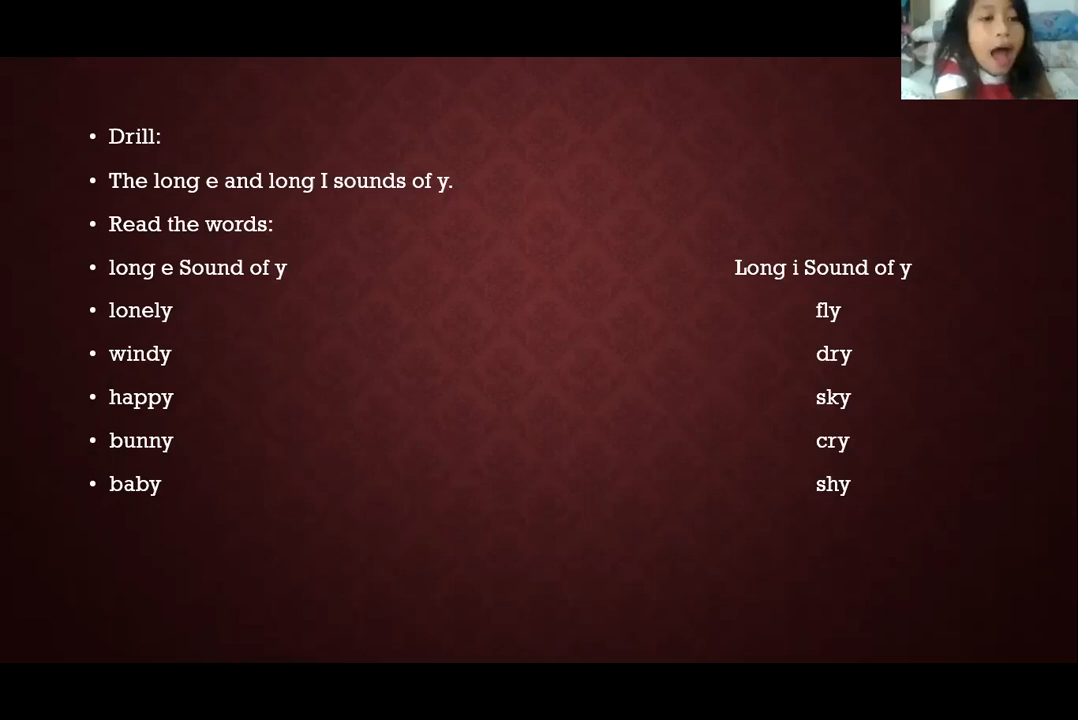 • Drill:
• The long e and long I sounds of y.
• Read the words:
• long e Sound of y Long i Sound of y
• lonely fly
• windy dry
• happy sky
• bunny cry
• baby shy